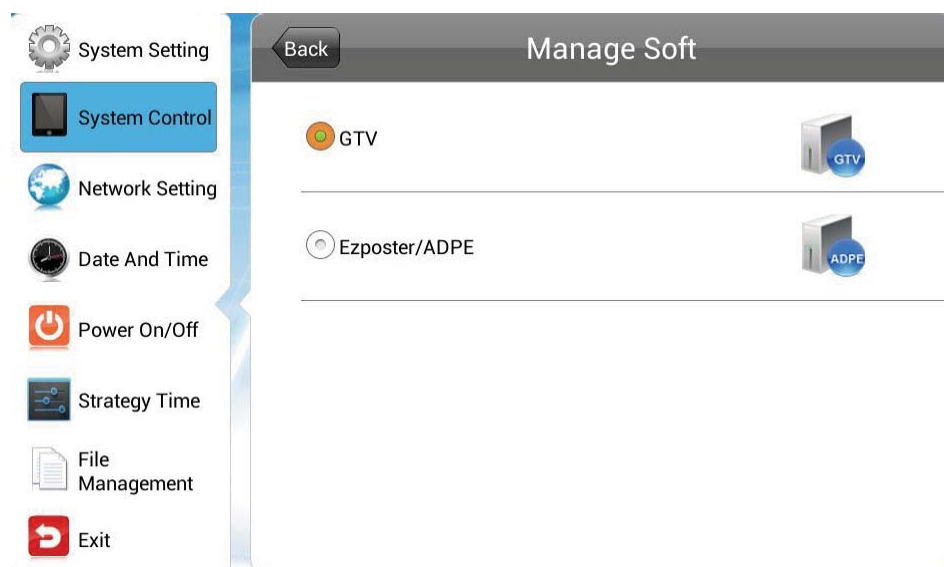 System Setting
System Control
Network Setting
Date And Time
Power On/Off
Strategy Time
File
Management
Exit
Back
Manage Soft
GTV
GTV
Ezposter/ADPE
ADPE